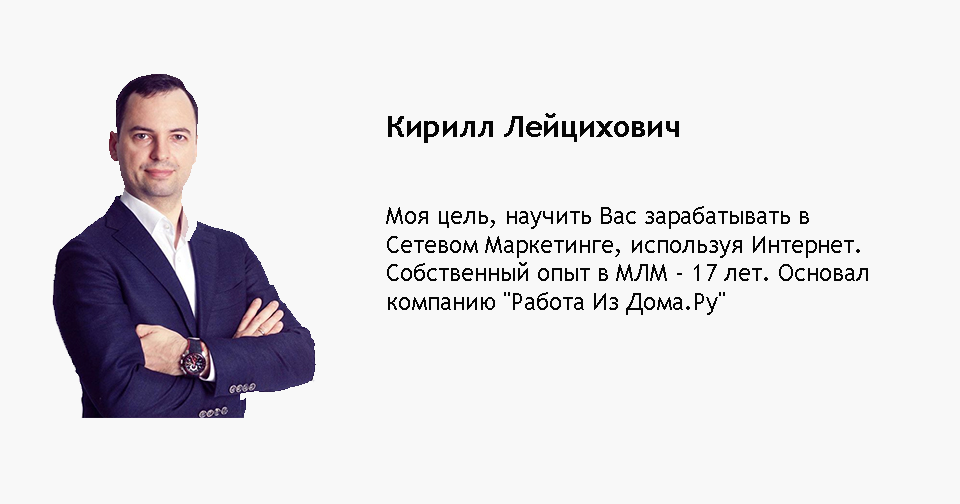 Кирилл Лейцихович
Моя цель, научить Вас зарабатывать в
Сетевом Маркетинге, используя Интернет.
Собственный опыт в МЛМ - 17 лет. Основал
компанию "Работа Из Дома.Ру"